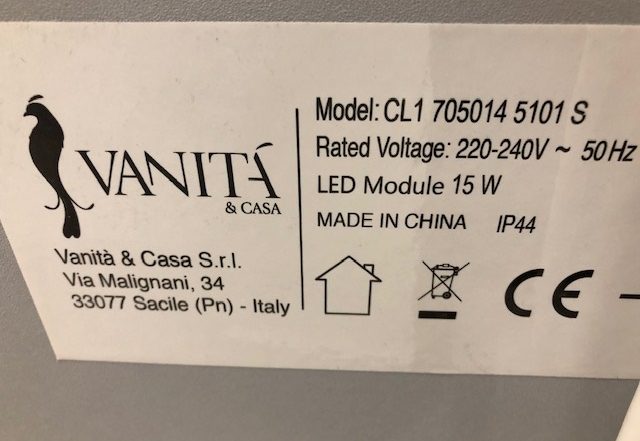 VANITÁ
& CASA
Vanità & Casa S.r.l.
Via Malignani, 34
33077 Sacile (Pn) - Italy
Model: CL1 705014 5101 S
Rated Voltage: 220-240V ~ 50Hz
LED Module 15 W
MADE IN CHINA IP44
CE